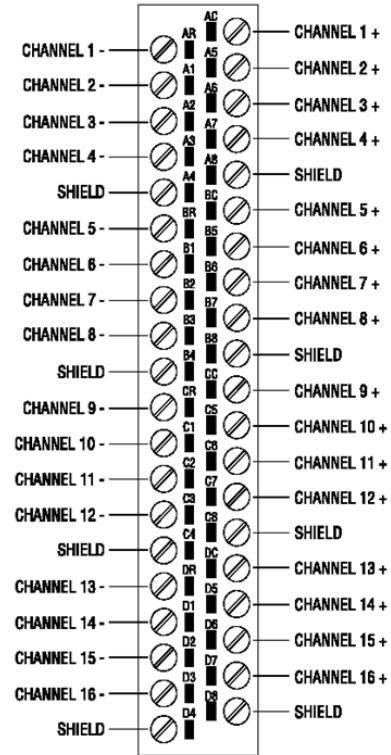 CHANNEL 1 - AR AC CHANNEL 1 +
CHANNEL 2 - A1 A5 CHANNEL 2 +
CHANNEL 3 - A2 A6 CHANNEL 3 +
CHANNEL 4 - A3 A7 CHANNEL 4 +
SHIELD A4 A8 SHIELD
CHANNEL 5 - BR BC CHANNEL 5 +
CHANNEL 6 - B1 B5 CHANNEL 6 +
CHANNEL 7 - B2 B6 CHANNEL 7 +
CHANNEL 8 - B3 B7 CHANNEL 8 +
SHIELD B4 B8 SHIELD
CHANNEL 9 - CR CC CHANNEL 9 +
CHANNEL 10 - C1 C5 CHANNEL 10 +
CHANNEL 11 - C2 C6 CHANNEL 11 +
CHANNEL 12 - C3 C7 CHANNEL 12 +
SHIELD C4 C8 SHIELD
CHANNEL 13 - DR DC CHANNEL 13 +
CHANNEL 14 - D1 D5 CHANNEL 14 +
CHANNEL 15 - D2 D6 CHANNEL 15 +
CHANNEL 16 - D3 D7 CHANNEL 16 +
SHIELD D4 D8 SHIELD